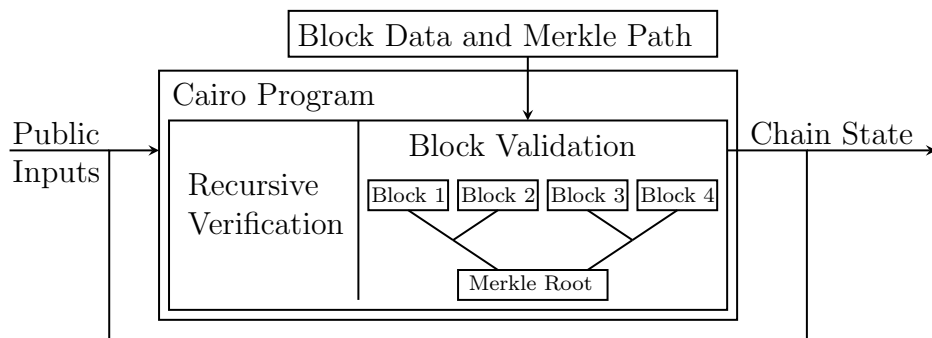 Block Data and Merkle Path
Cairo Program
Public
Inputs
Chain State
Block Validation
Recursive
Verification
Block 1
Block 2
Block 3
Block 4
Merkle Root